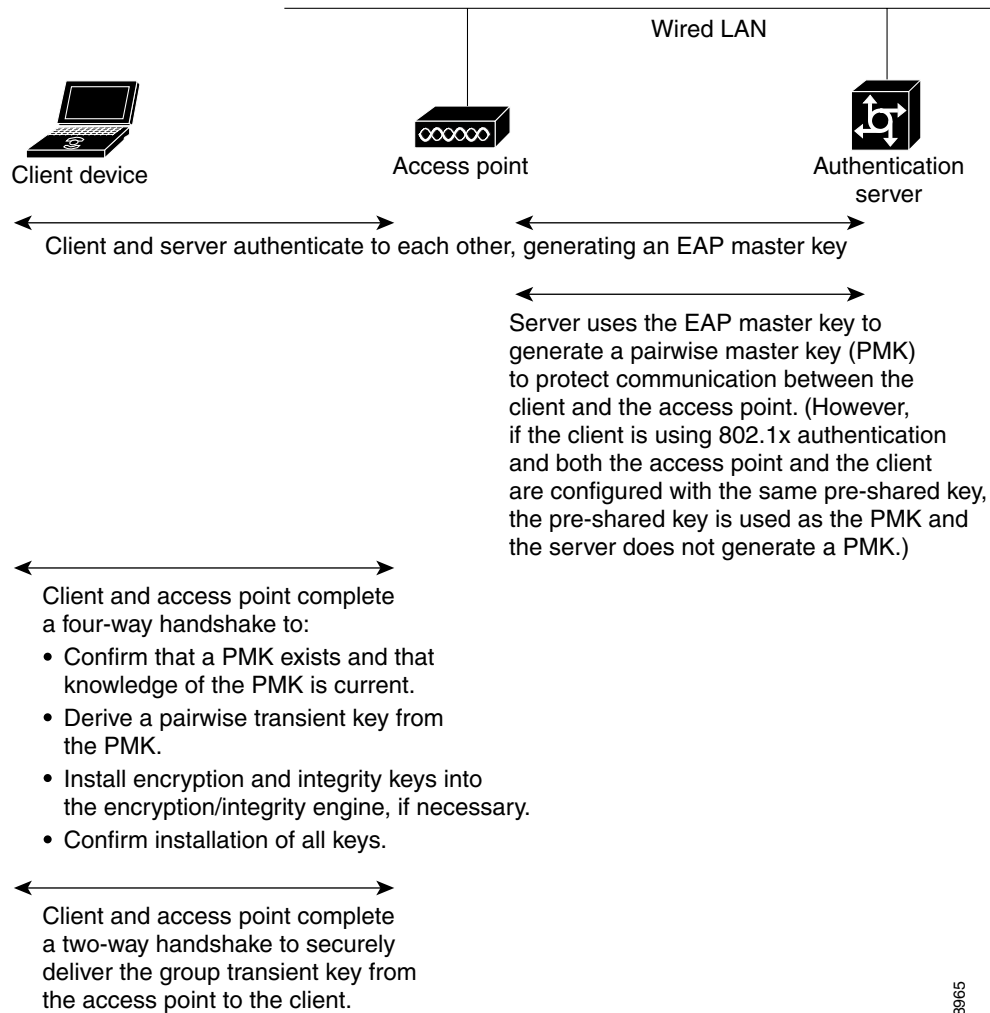 Wired LAN
Client device
Access point
Authentication
server
Client and server authenticate to each other, generating an EAP master key
Server uses the EAP master key to
generate a pairwise master key (PMK)
to protect communication between the
client and the access point. (However,
if the client is using 802.1x authentication
and both the access point and the client
are configured with the same pre-shared key,
the pre-shared key is used as the PMK and
the server does not generate a PMK.)
Client and access point complete
a four-way handshake to:
• Confirm that a PMK exists and that
knowledge of the PMK is current.
• Derive a pairwise transient key from
the PMK.
• Install encryption and integrity keys into
the encryption/integrity engine, if necessary.
• Confirm installation of all keys.
Client and access point complete
a two-way handshake to securely
deliver the group transient key from
the access point to the client.